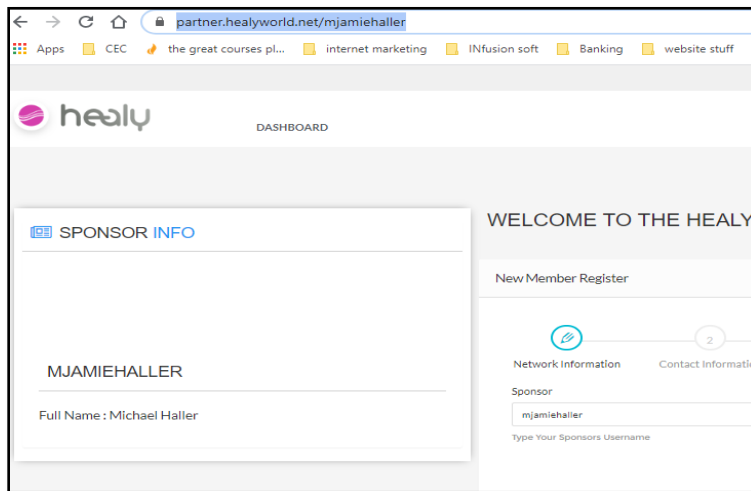 partner.healyworld.net/mjamiehaller
Apps CEC the great courses pl... internet marketing INfusion soft Banking website stuff
healy DASHBOARD
SPONSOR INFO
MJAMIEHALLER
Full Name : Michael Haller
WELCOME TO THE HEALY
New Member Register
2
Network Information Contact Informatic
Sponsor
mjamiehaller
Type Your Sponsors Username